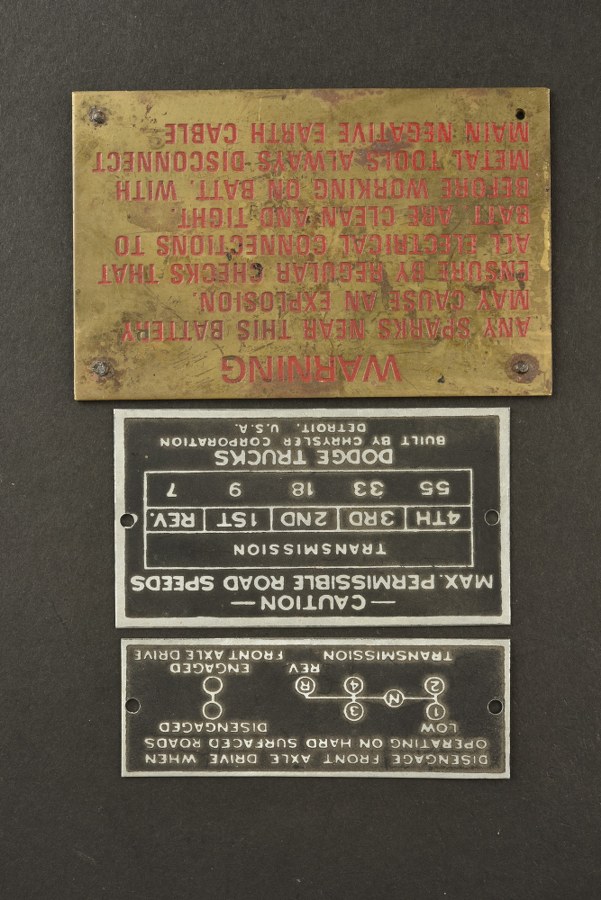 DISENGAGE FRONT AXLE DRIVE WHEN
OPERATING ON HARD SURFACED ROADS
LOW DISENGAGED
1 3
N
2 4 R
REV. ENGAGED
TRANSMISSION FRONT AXLE DRIVE
— CAUTION —
MAX. PERMISSIBLE ROAD SPEEDS
TRANSMISSION
4TH 3RD 2ND 1ST REV.
55 33 18 9 7
DODGE TRUCKS
BUILT BY CHRYSLER CORPORATION
DETROIT. U.S.A.
WARNING
ANY SPARKS NEAR THIS BATTERY
MAY CAUSE AN EXPLOSION.
ENSURE BY REGULAR CHECKS THAT
ALL ELECTRICAL CONNECTIONS TO
BATT. ARE CLEAN AND TIGHT.
BEFORE WORKING ON BATT. WITH
METAL TOOLS ALWAYS DISCONNECT
MAIN NEGATIVE EARTH CABLE